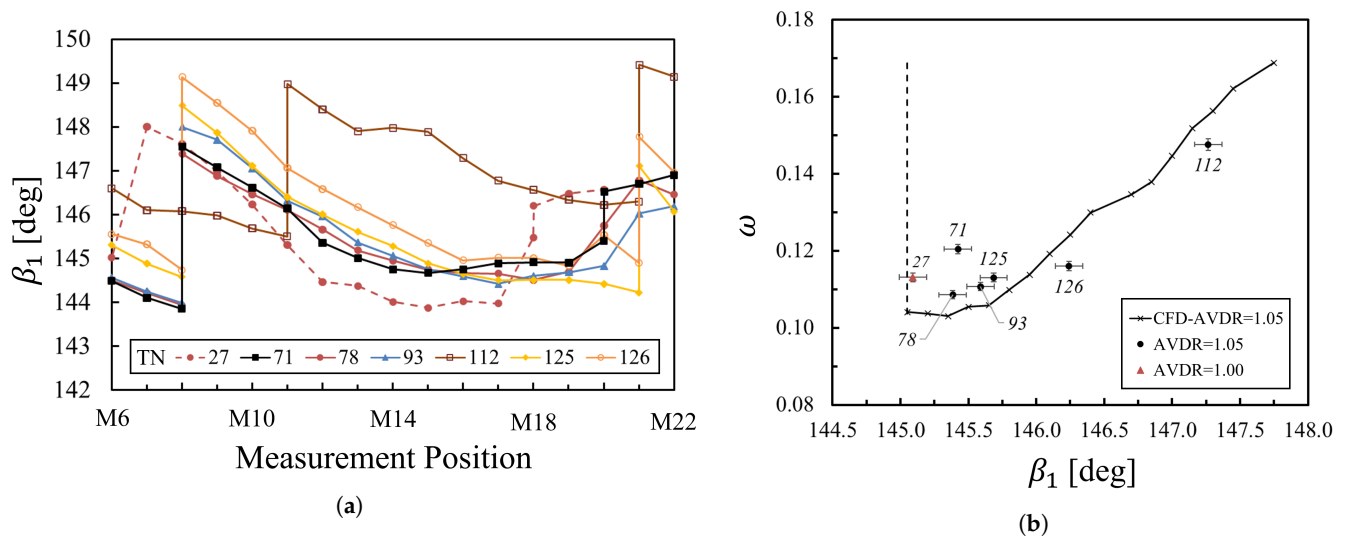 150
149
148
147
146
145
144
143
142
β₁ [deg]
TN 27 71 78 93 112 125 126
M6 M10 M14 M18 M22
Measurement Position
(a)
0.18
0.16
0.14
0.12
0.10
0.08
ω
112
71
27
125
126
78
93
CFD-AVDR=1.05
AVDR=1.05
AVDR=1.00
144.5 145.0 145.5 146.0 146.5 147.0 147.5 148.0
β₁ [deg]
(b)